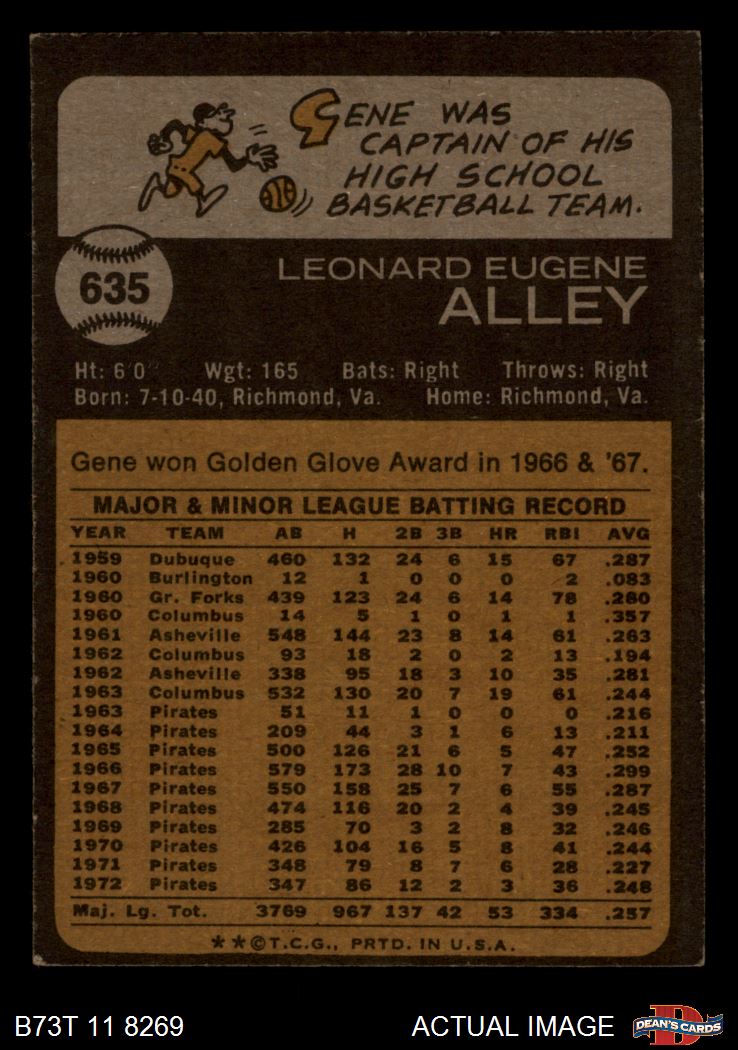 GENE WAS
CAPTAIN OF HIS
HIGH SCHOOL
BASKETBALL TEAM.
635
LEONARD EUGENE
ALLEY
Ht: 6'0" Wgt: 165 Bats: Right Throws: Right
Born: 7-10-40, Richmond, Va. Home: Richmond, Va.
Gene won Golden Glove Award in 1966 & '67.
MAJOR & MINOR LEAGUE BATTING RECORD
YEAR TEAM AB H 2B 3B HR RBI AVG
1959 Dubuque 460 132 24 6 15 67 .287
1960 Burlington 12 1 0 0 0 2 .083
1960 Gr. Forks 439 123 24 6 14 78 .280
1960 Columbus 14 5 1 0 1 1 .357
1961 Asheville 548 144 23 8 14 61 .263
1962 Columbus 93 18 2 0 2 13 .194
1962 Asheville 338 95 18 3 10 35 .281
1963 Columbus 532 130 20 7 19 61 .244
1963 Pirates 51 11 1 0 0 0 .216
1964 Pirates 209 44 3 1 6 13 .211
1965 Pirates 500 126 21 6 5 47 .252
1966 Pirates 579 173 28 10 7 43 .299
1967 Pirates 550 158 25 7 6 55 .287
1968 Pirates 474 116 20 2 4 39 .245
1969 Pirates 285 70 3 2 8 32 .246
1970 Pirates 426 104 16 5 8 41 .244
1971 Pirates 348 79 8 7 6 28 .227
1972 Pirates 347 86 12 2 3 36 .248
Maj. Lg. Tot. 3769 967 137 42 53 334 .257
**©T.C.G., PRTD. IN U.S.A.
B73T 11 8269 ACTUAL IMAGE DEAN'S CARDS